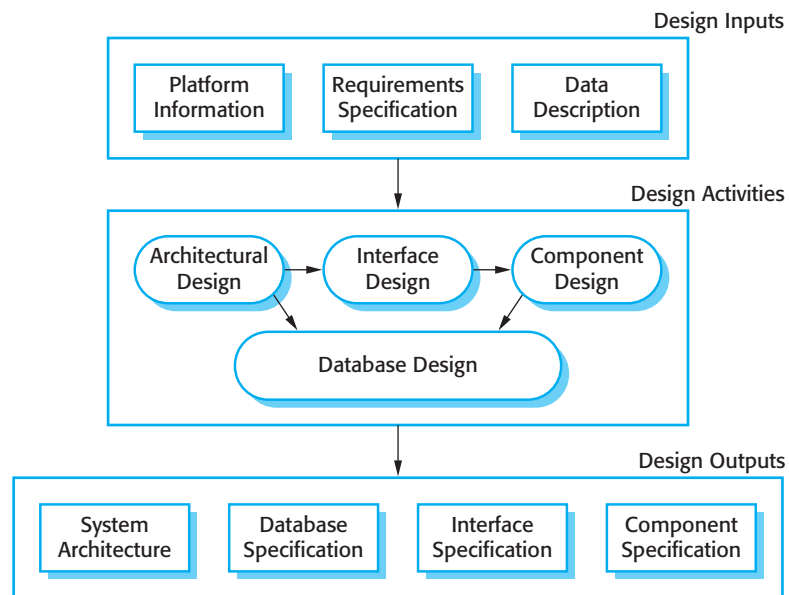 Design Inputs
Platform
Information
Requirements
Specification
Data
Description
Design Activities
Architectural
Design
Interface
Design
Component
Design
Database Design
Design Outputs
System
Architecture
Database
Specification
Interface
Specification
Component
Specification